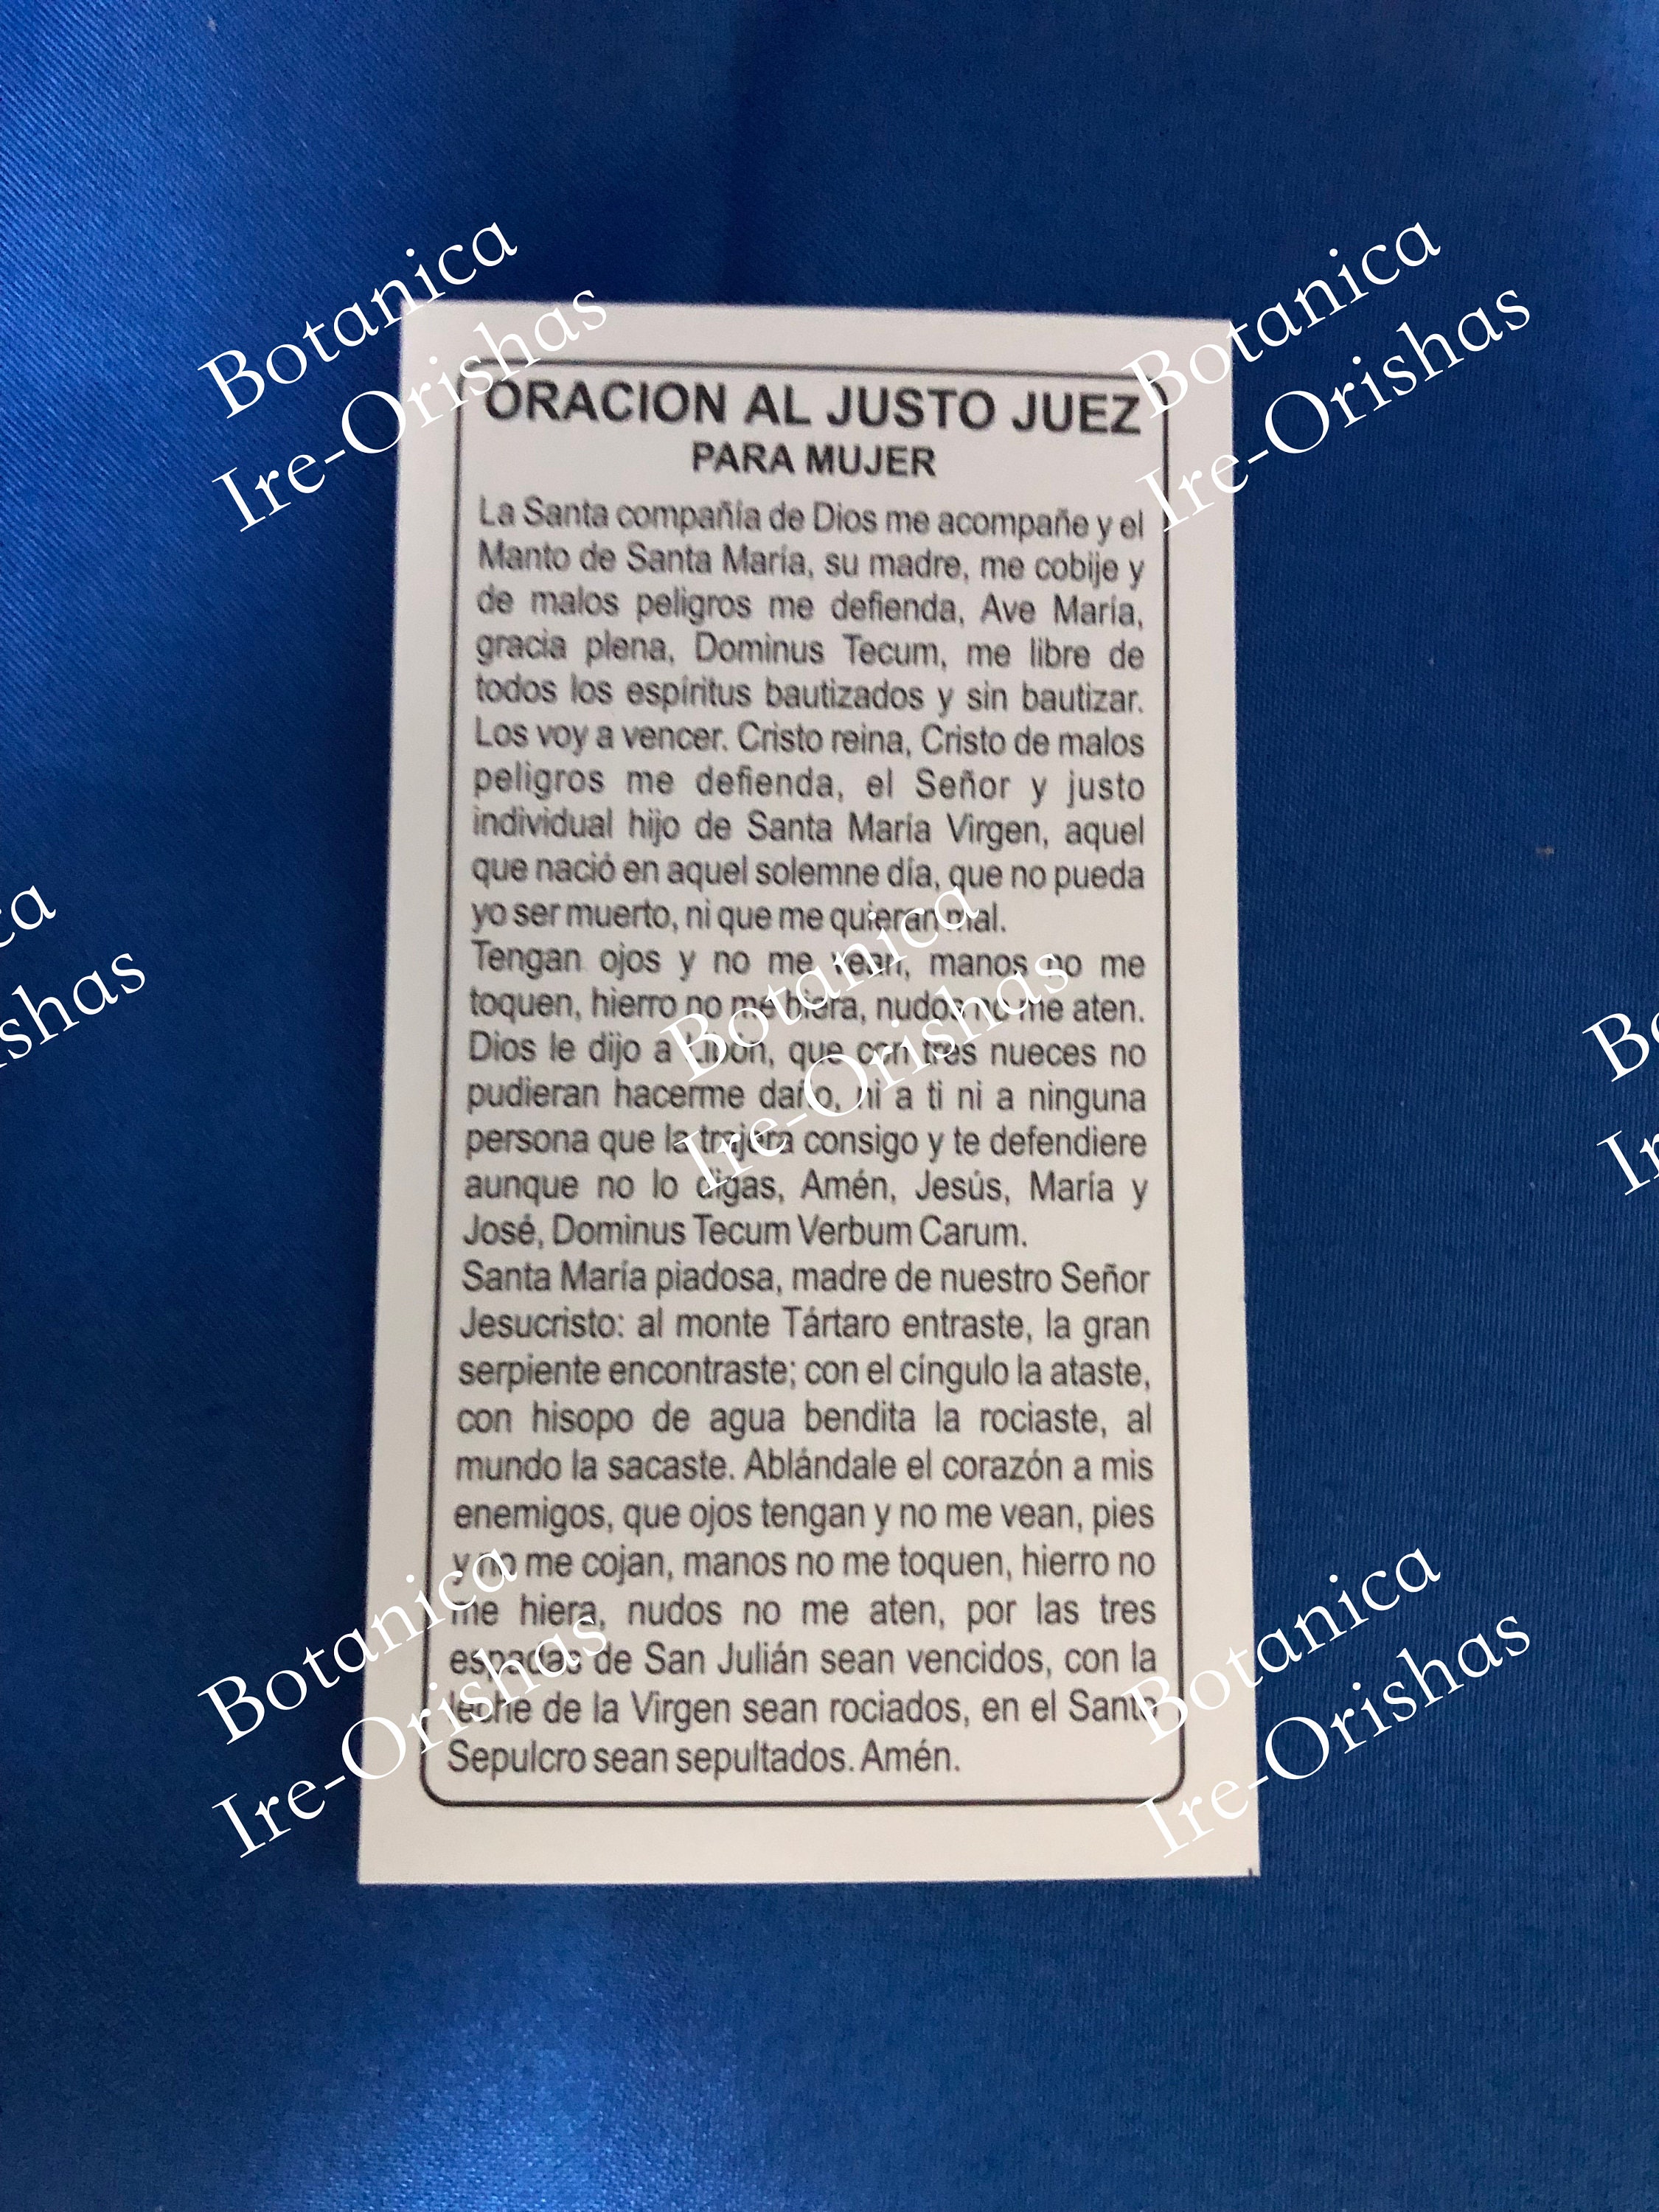 ORACION AL JUSTO JUEZ
PARA MUJER
La Santa compañía de Dios me acompañe y el
Manto de Santa María, su madre, me cobije y
de malos peligros me defienda, Ave María,
gracia plena, Dominus Tecum, me libre de
todos los espíritus bautizados y sin bautizar.
Los voy a vencer. Cristo reina, Cristo de malos
peligros me defienda, el Señor y justo
individual hijo de Santa María Virgen, aquel
que nació en aquel solemne día, que no pueda
yo ser muerto, ni que me quieran mal.
Tengan ojos y no me vean, manos no me
toquen, hierro no me hiera, nudos no me aten.
Dios le dijo a Libón, que con tres nueces no
pudieran hacerme daño, ni a ti ni a ninguna
persona que la trajera consigo y te defendiere
aunque no lo digas, Amén, Jesús, María y
José, Dominus Tecum Verbum Carum.
Santa María piadosa, madre de nuestro Señor
Jesucristo: al monte Tártaro entraste, la gran
serpiente encontraste; con el cíngulo la ataste,
con hisopo de agua bendita la rociaste, al
mundo la sacaste. Ablándale el corazón a mis
enemigos, que ojos tengan y no me vean, pies
y no me cojan, manos no me toquen, hierro no
me hiera, nudos no me aten, por las tres
espadas de San Julián sean vencidos, con la
leche de la Virgen sean rociados, en el Santo
Sepulcro sean sepultados. Amén.
Botanica
Ire-Orishas
Botanica
Ire-Orishas
ca
shas
Botanica
Ire-Orishas
Bo
Ir
Botanica
Ire-Orishas
Botanica
Ire-Orishas